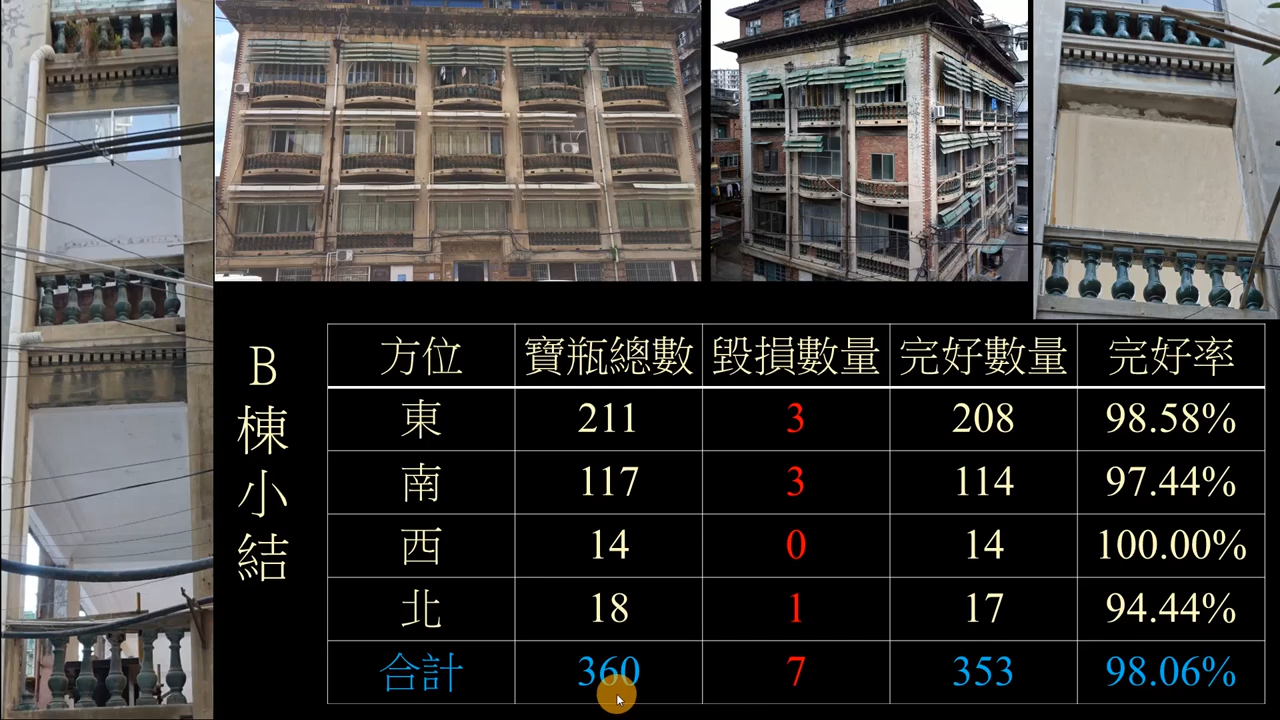 B棟小結
方位 寶瓶總數 毀損數量 完好數量 完好率
東 211 3 208 98.58%
南 117 3 114 97.44%
西 14 0 14 100.00%
北 18 1 17 94.44%
合計 360 7 353 98.06%